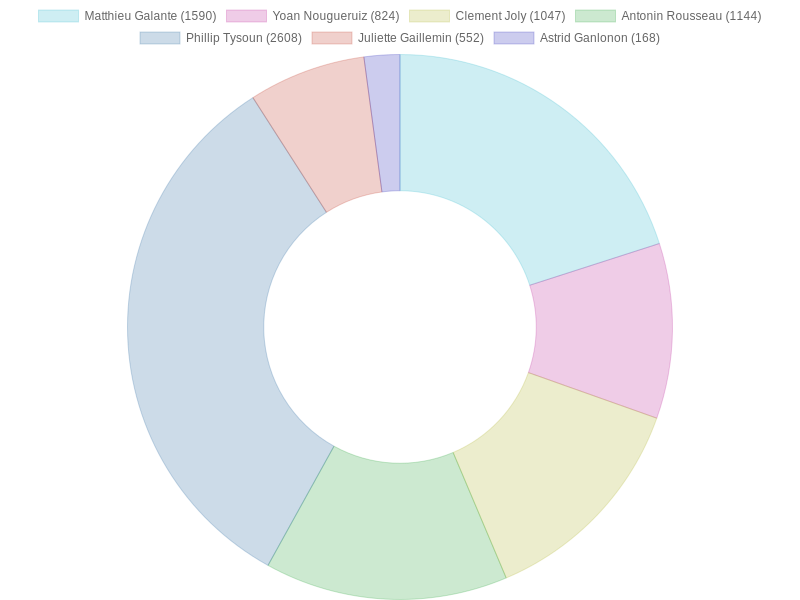 Matthieu Galante (1590) Yoan Nougueruiz (824) Clement Joly (1047) Antonin Rousseau (1144)
Phillip Tysoun (2608) Juliette Gaillemin (552) Astrid Ganlonon (168)